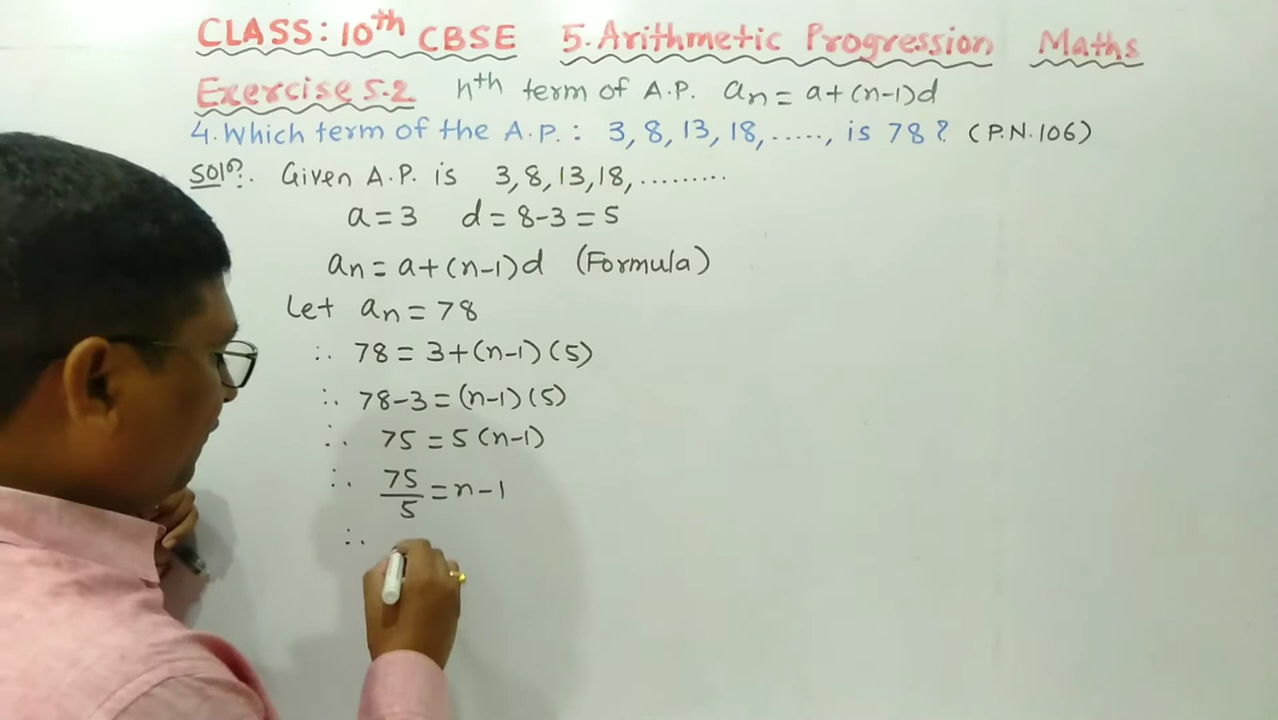 CLASS: 10th CBSE 5. Arithmetic Progression Maths
Exercise 5.2 nth term of A.P. an = a+(n-1)d
4. Which term of the A.P.: 3, 8, 13, 18, ....., is 78? (P.N. 106)
Soln. Given A.P. is 3, 8, 13, 18, .........
a = 3 d = 8-3 = 5
an = a+(n-1)d (Formula)
Let an = 78
∴ 78 = 3+(n-1)(5)
∴ 78-3 = (n-1)(5)
∴ 75 = 5(n-1)
∴ 75/5 = n-1
∴